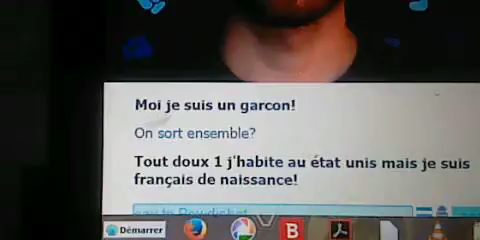 Moi je suis un garcon!
On sort ensemble?
Tout doux 1 j'habite au état unis mais je suis
français de naissance!
Démarrer